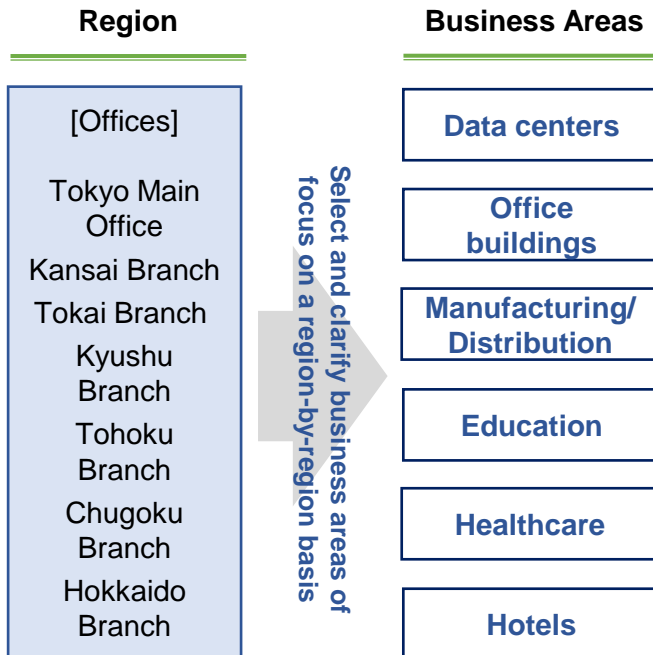 Region
[Offices]
Tokyo Main
Office
Kansai Branch
Tokai Branch
Kyushu
Branch
Tohoku
Branch
Chugoku
Branch
Hokkaido
Branch
Select and clarify business areas of
focus on a region-by-region basis
Business Areas
Data centers
Office
buildings
Manufacturing/
Distribution
Education
Healthcare
Hotels